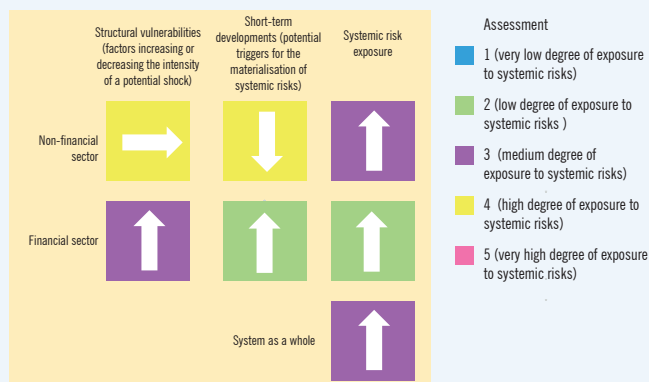 Structural vulnerabilities
(factors increasing or
decreasing the intensity
of a potential shock)
Short-term
developments (potential
triggers for the
materialisation of
systemic risks)
Systemic risk
exposure
Non-financial
sector
Financial sector
System as a whole
Assessment
1 (very low degree of exposure
to systemic risks)
2 (low degree of exposure to
systemic risks )
3 (medium degree of
exposure to systemic risks)
4 (high degree of exposure to
systemic risks)
5 (very high degree of exposure
to systemic risks)